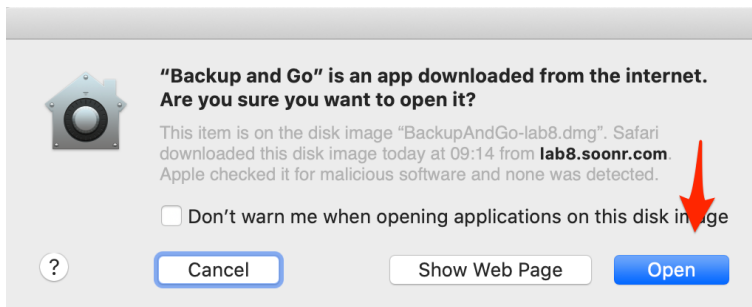 “Backup and Go” is an app downloaded from the internet.
Are you sure you want to open it?
This item is on the disk image “BackupAndGo-lab8.dmg”. Safari
downloaded this disk image today at 09:14 from lab8.soonr.com.
Apple checked it for malicious software and none was detected.
Don’t warn me when opening applications on this disk image
? Cancel Show Web Page Open